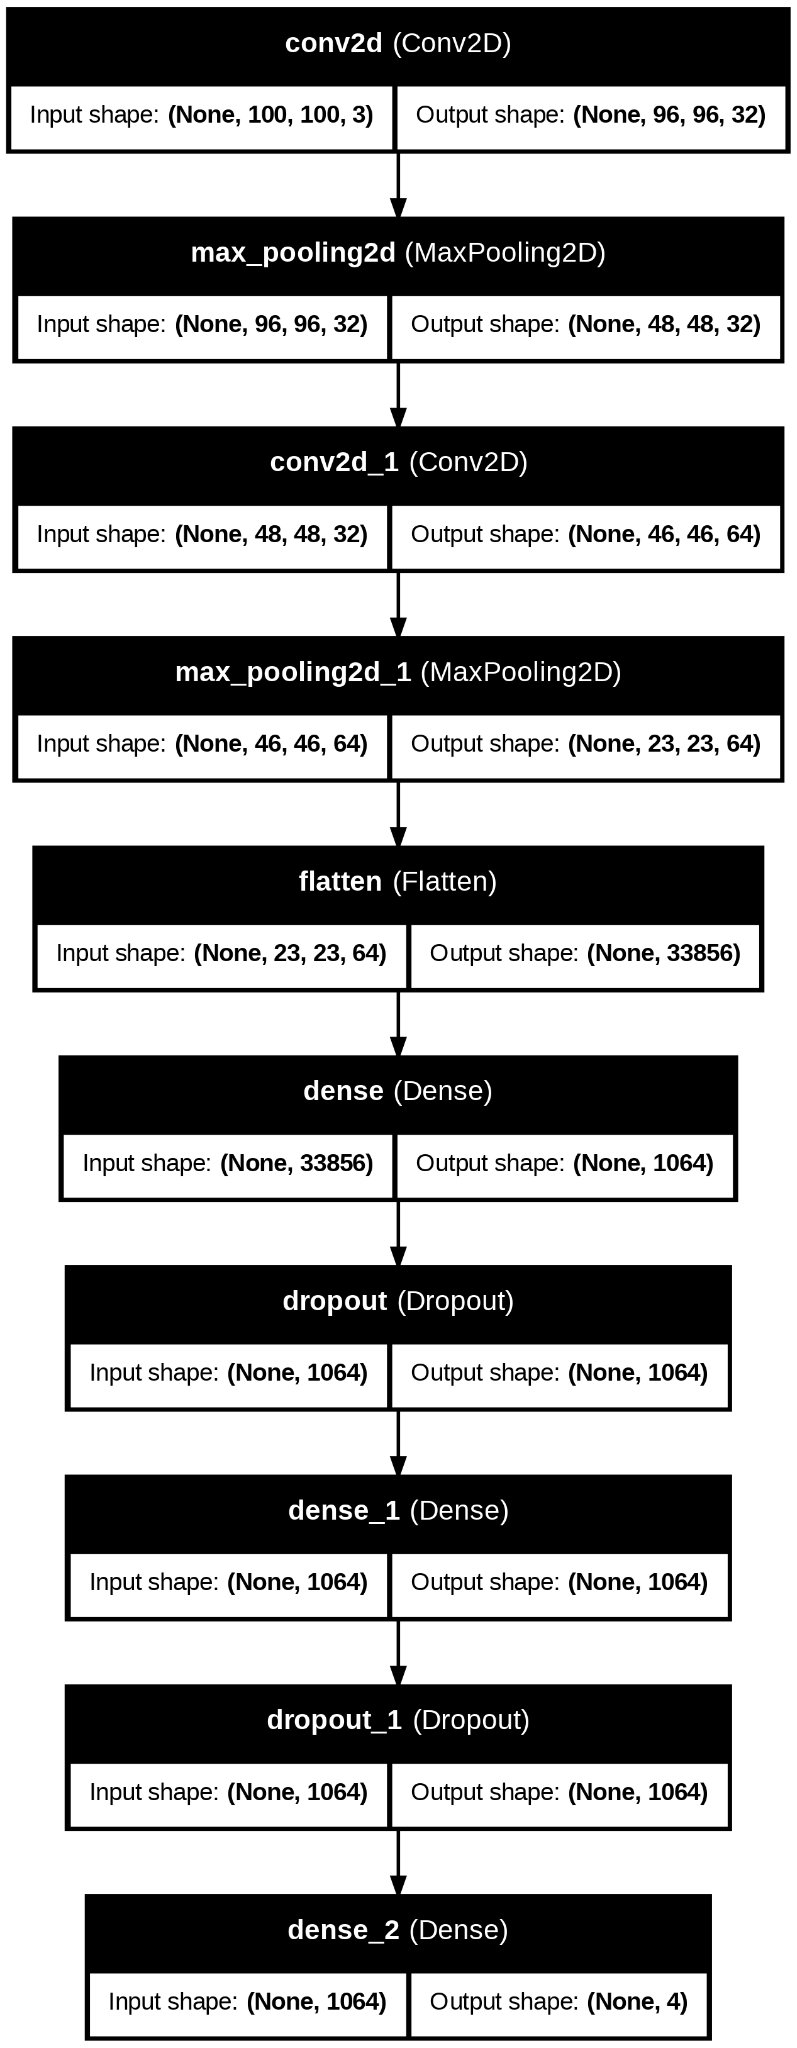 conv2d (Conv2D)
Input shape: (None, 100, 100, 3) Output shape: (None, 96, 96, 32)
max_pooling2d (MaxPooling2D)
Input shape: (None, 96, 96, 32) Output shape: (None, 48, 48, 32)
conv2d_1 (Conv2D)
Input shape: (None, 48, 48, 32) Output shape: (None, 46, 46, 64)
max_pooling2d_1 (MaxPooling2D)
Input shape: (None, 46, 46, 64) Output shape: (None, 23, 23, 64)
flatten (Flatten)
Input shape: (None, 23, 23, 64) Output shape: (None, 33856)
dense (Dense)
Input shape: (None, 33856) Output shape: (None, 1064)
dropout (Dropout)
Input shape: (None, 1064) Output shape: (None, 1064)
dense_1 (Dense)
Input shape: (None, 1064) Output shape: (None, 1064)
dropout_1 (Dropout)
Input shape: (None, 1064) Output shape: (None, 1064)
dense_2 (Dense)
Input shape: (None, 1064) Output shape: (None, 4)